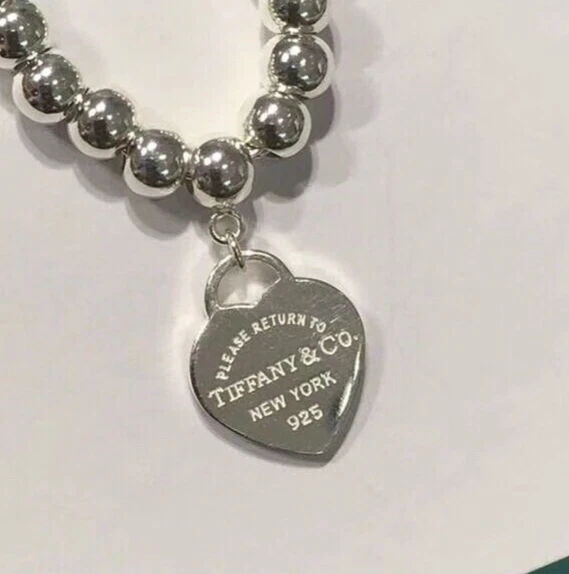 PLEASE RETURN TO
TIFFANY & CO.
NEW YORK
925